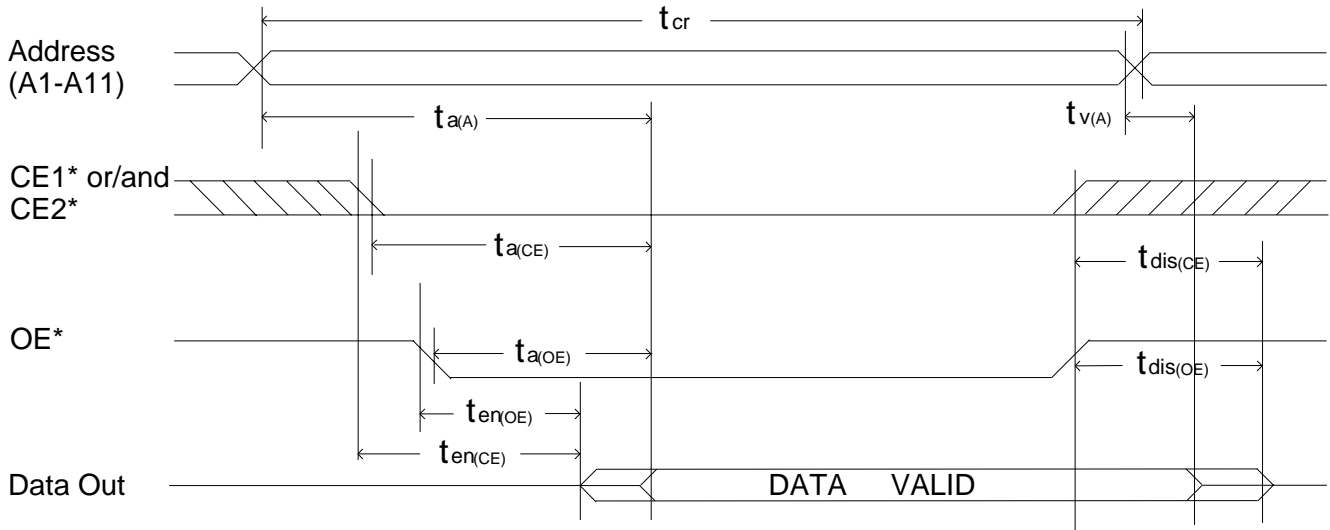 tcr
Address
(A1-A11)
ta(A)
tv(A)
CE1* or/and
CE2*
ta(CE)
tdis(CE)
OE*
ta(OE)
tdis(OE)
ten(OE)
ten(CE)
Data Out
DATA VALID